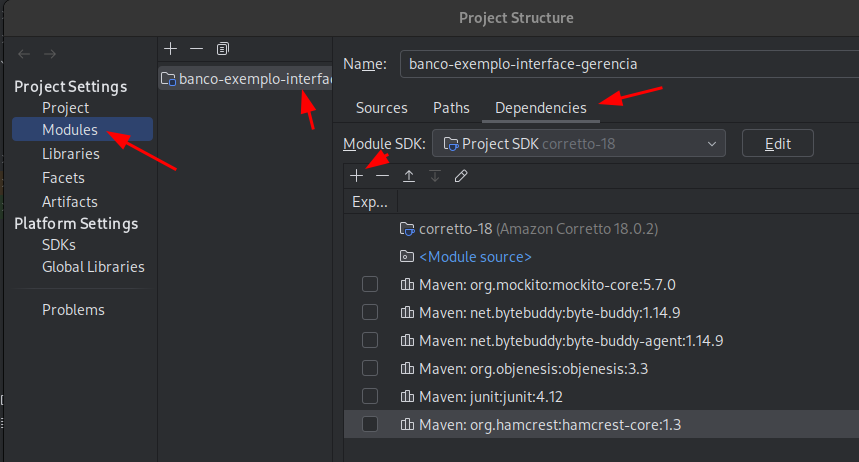 Project Structure
Project Settings
Project
Modules
Libraries
Facets
Artifacts
Platform Settings
SDKs
Global Libraries
Problems
banco-exemplo-interfac
Name: banco-exemplo-interface-gerencia
Sources Paths Dependencies
Module SDK: Project SDK corretto-18 Edit
Exp...
corretto-18 (Amazon Corretto 18.0.2)
<Module source>
Maven: org.mockito:mockito-core:5.7.0
Maven: net.bytebuddy:byte-buddy:1.14.9
Maven: net.bytebuddy:byte-buddy-agent:1.14.9
Maven: org.objenesis:objenesis:3.3
Maven: junit:junit:4.12
Maven: org.hamcrest:hamcrest-core:1.3